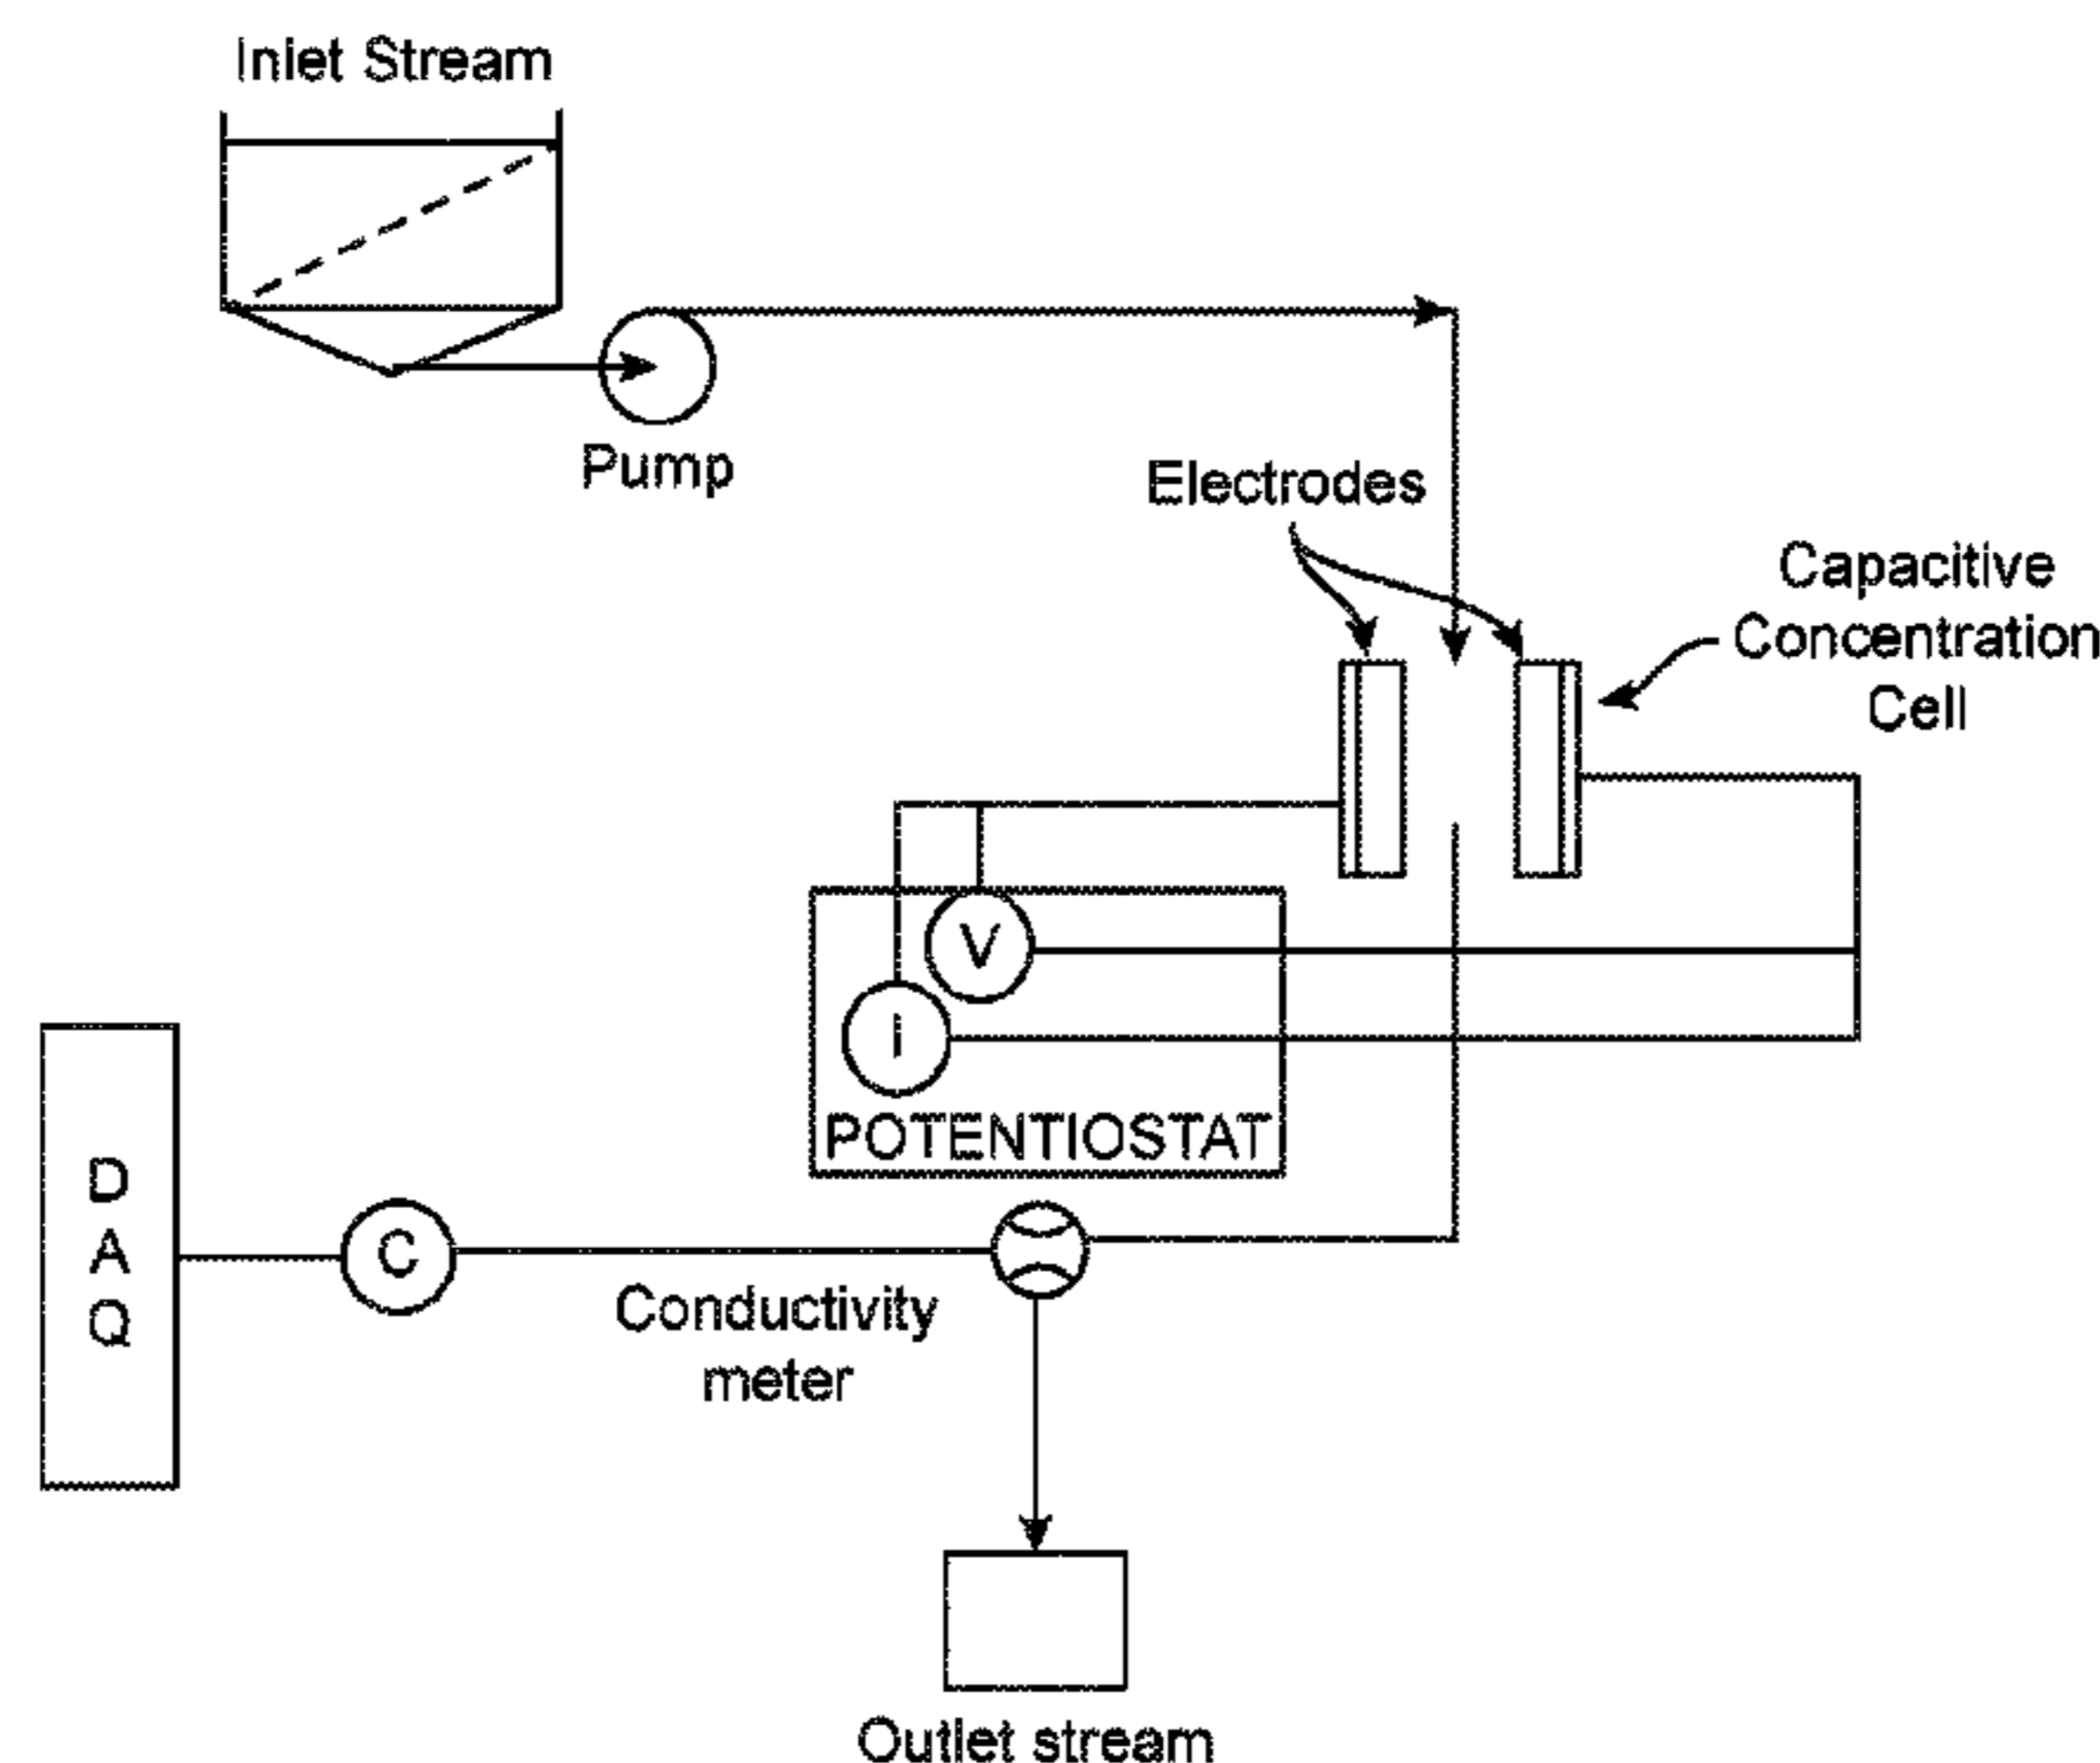 Inlet Stream
Pump
Electrodes
Capacitive
Concentration
Cell
V
I
POTENTIOSTAT
D
A
Q
C
Conductivity
meter
Outlet stream